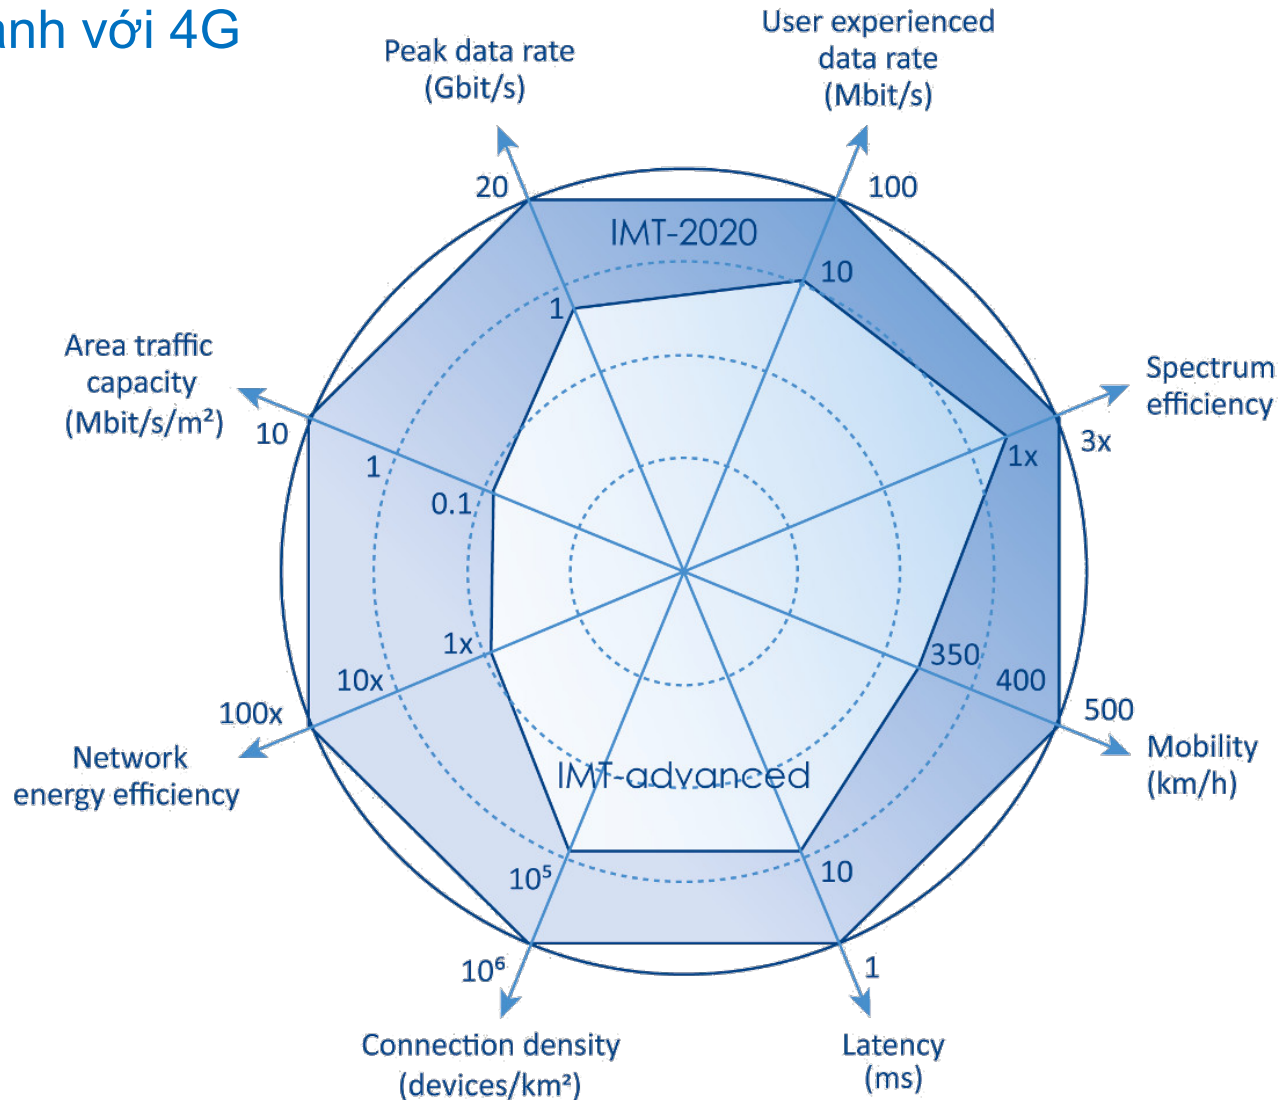 với 4G
User experienced
data rate
(Mbit/s)
Peak data rate
(Gbit/s)
20
100
IMT-2020
10
1
Area traffic
capacity
(Mbit/s/m²)
Spectrum
efficiency
10
1
0.1
1x
3x
1x
10x
100x
350
400
500
Network
energy efficiency
Mobility
(km/h)
IMT-advanced
10⁵
10
10⁶
1
Connection density
(devices/km²)
Latency
(ms)